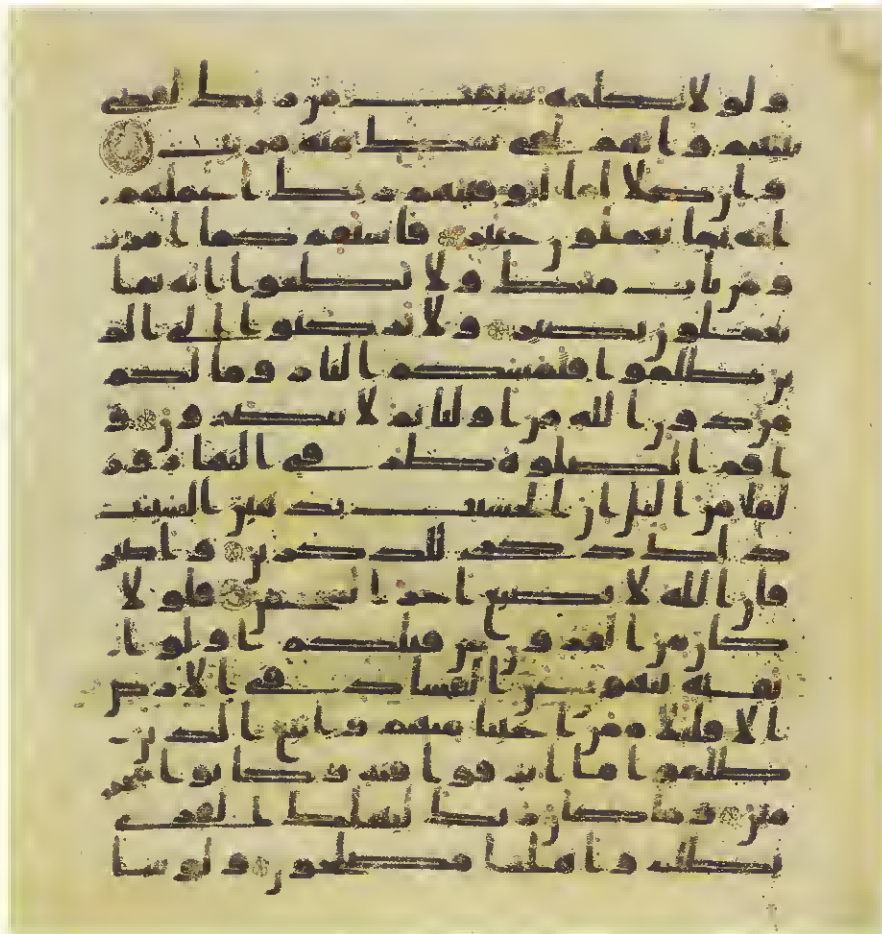 ولولا كلمة سبقت من ربك لقضي
بينهم وانهم لفي شك منه مريب
وان كلا لما ليوفينهم ربك اعملهم
انه بما يعملون خبير فاستقم كما امرت
ومن تاب معك ولا تطغوا انه بما
تعملون بصير ولا تركنوا الى الذ
ين ظلموا فتمسكم النار وما لكم
من دون الله من اوليا ثم لا تنصرون و
اقم الصلوة طرفي النهار وز
لفا من اليل ان الحسنت يذهبن السيئت
ذلك ذكرى للذكرين واصبر
فان الله لا يضيع اجر المحسنين فلولا
كان من القرون من قبلكم اولوا
بقية ينهون عن الفساد في الارض
الا قليلا ممن انجينا منهم واتبع الذين
ظلموا ما اترفوا فيه وكانوا مجر
مين وما كان ربك ليهلك القرى
بظلم واهلها مصلحون ولو شا